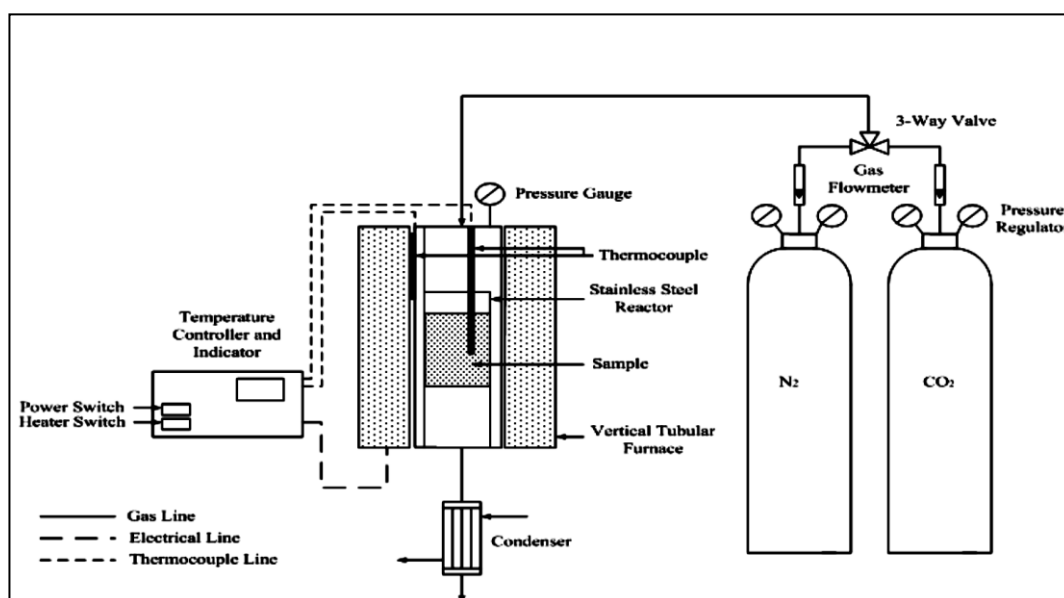 3-Way Valve
Gas
Flowmeter
Pressure Gauge
Pressure
Regulato
Thermocouple
Stainless Steel
Reactor
Temperature
Controller and
Indicator
Sample
N2
CO2
Power Switch
Heater Switch
Vertical Tubular
Furnace
Gas Line
Electrical Line
Thermocouple Line
Condenser